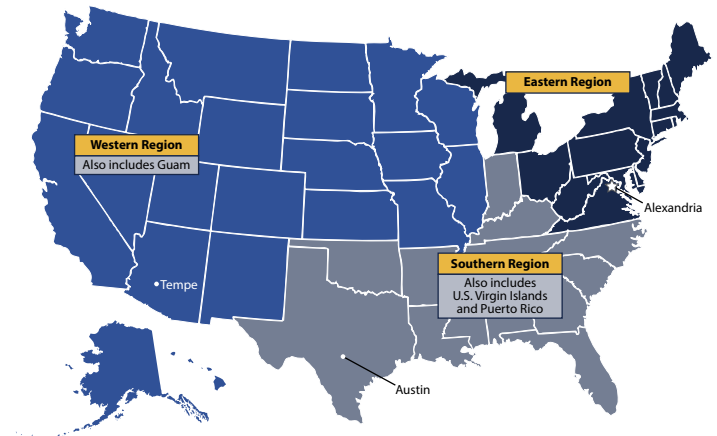 Eastern Region
Western Region
Also includes Guam
Alexandria
Southern Region
Also includes
U.S. Virgin Islands
and Puerto Rico
Tempe
Austin